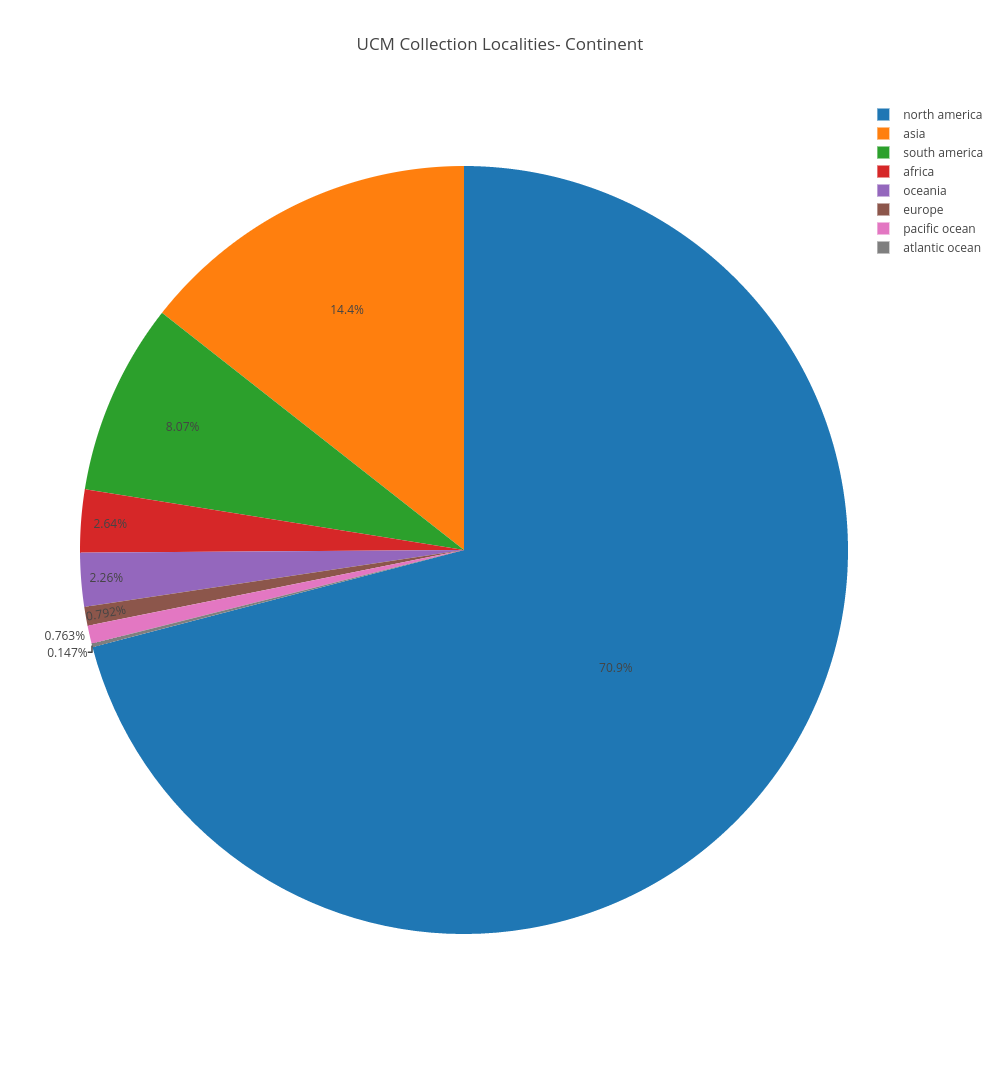 UCM Collection Localities- Continent
north america
asia
south america
africa
oceania
europe
pacific ocean
atlantic ocean
14.4%
8.07%
2.64%
2.26%
0.792%
0.763%
0.147%
70.9%